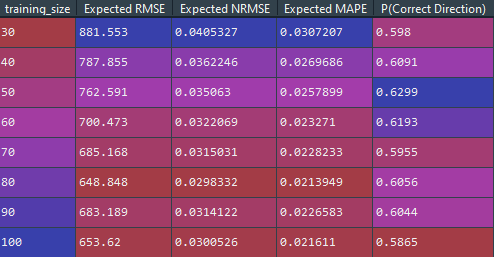 training_size Expected RMSE Expected NRMSE Expected MAPE P(Correct Direction)
30 881.553 0.0405327 0.0307207 0.598
40 787.855 0.0362246 0.0269686 0.6091
50 762.591 0.035063 0.0257899 0.6299
60 700.473 0.0322069 0.023271 0.6193
70 685.168 0.0315031 0.0228233 0.5955
80 648.848 0.0298332 0.0213949 0.6056
90 683.189 0.0314122 0.0226583 0.6044
100 653.62 0.0300526 0.021611 0.5865